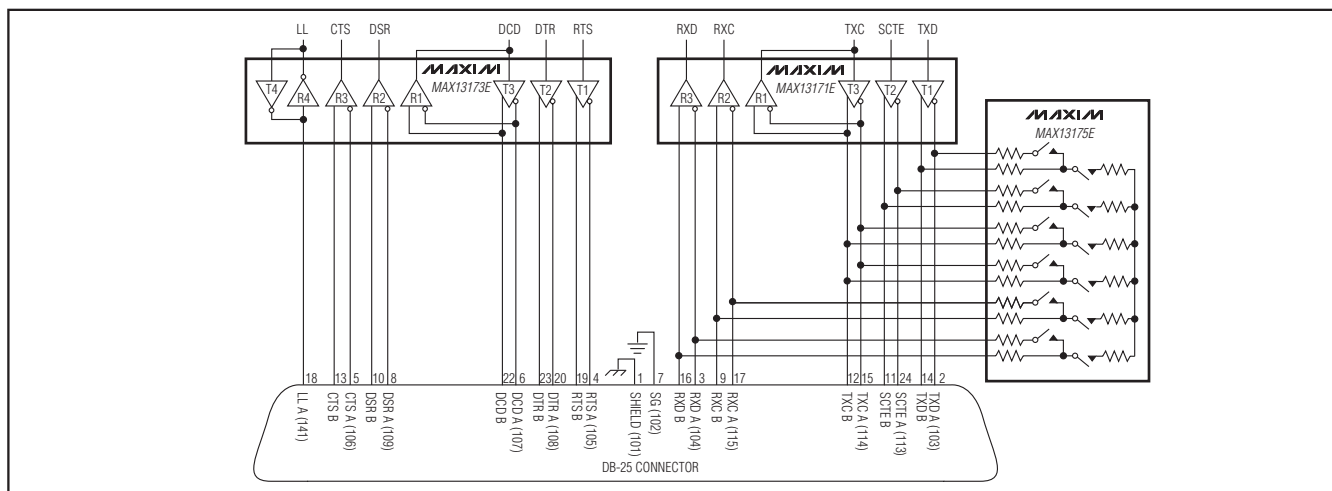 LL CTS DSR DCD DTR RTS RXD RXC TXC SCTE TXD
MAXIM
MAX13173E
T4 R4 R3 R2 R1 T3 T2 T1
MAXIM
MAX13171E
R3 R2 R1 T3 T2 T1
MAXIM
MAX13175E
18 13 5 10 8 22 6 23 20 19 4 1 7 16 3 9 17 12 15 11 24 14 2
LL A (141)
CTS B
CTS A (106)
DSR B
DSR A (109)
DCD B
DCD A (107)
DTR B
DTR A (108)
RTS B
RTS A (105)
SHIELD (101)
SG (102)
RXD B
RXD A (104)
RXC B
RXC A (115)
TXC B
TXC A (114)
SCTE B
SCTE A (113)
TXD B
TXD A (103)
DB-25 CONNECTOR